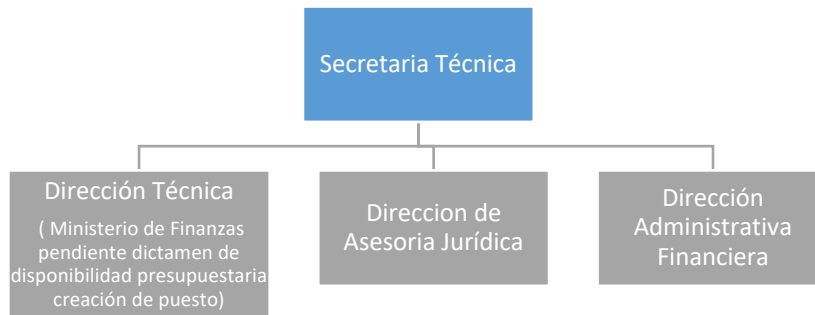 Secretaria Técnica
Dirección Técnica
( Ministerio de Finanzas
pendiente dictamen de
disponibilidad presupuestaria
creación de puesto)
Direccion de
Asesoria Jurídica
Dirección
Administrativa
Financiera